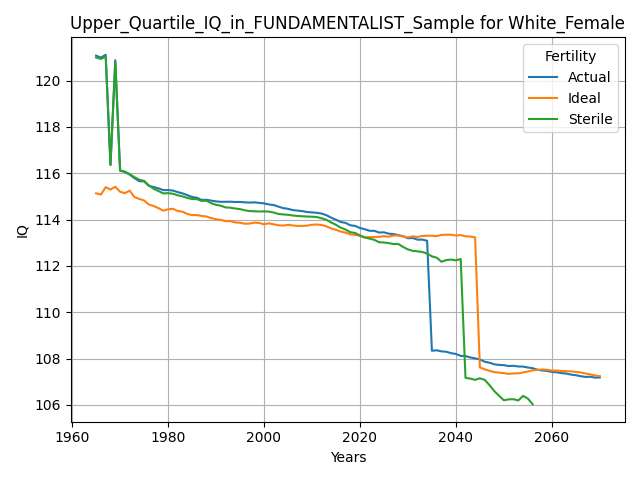 Upper_Quartile_IQ_in_FUNDAMENTALIST_Sample for White_Female
Fertility
Actual
Ideal
Sterile
IQ
120
118
116
114
112
110
108
106
1960
1980
2000
2020
2040
2060
Years